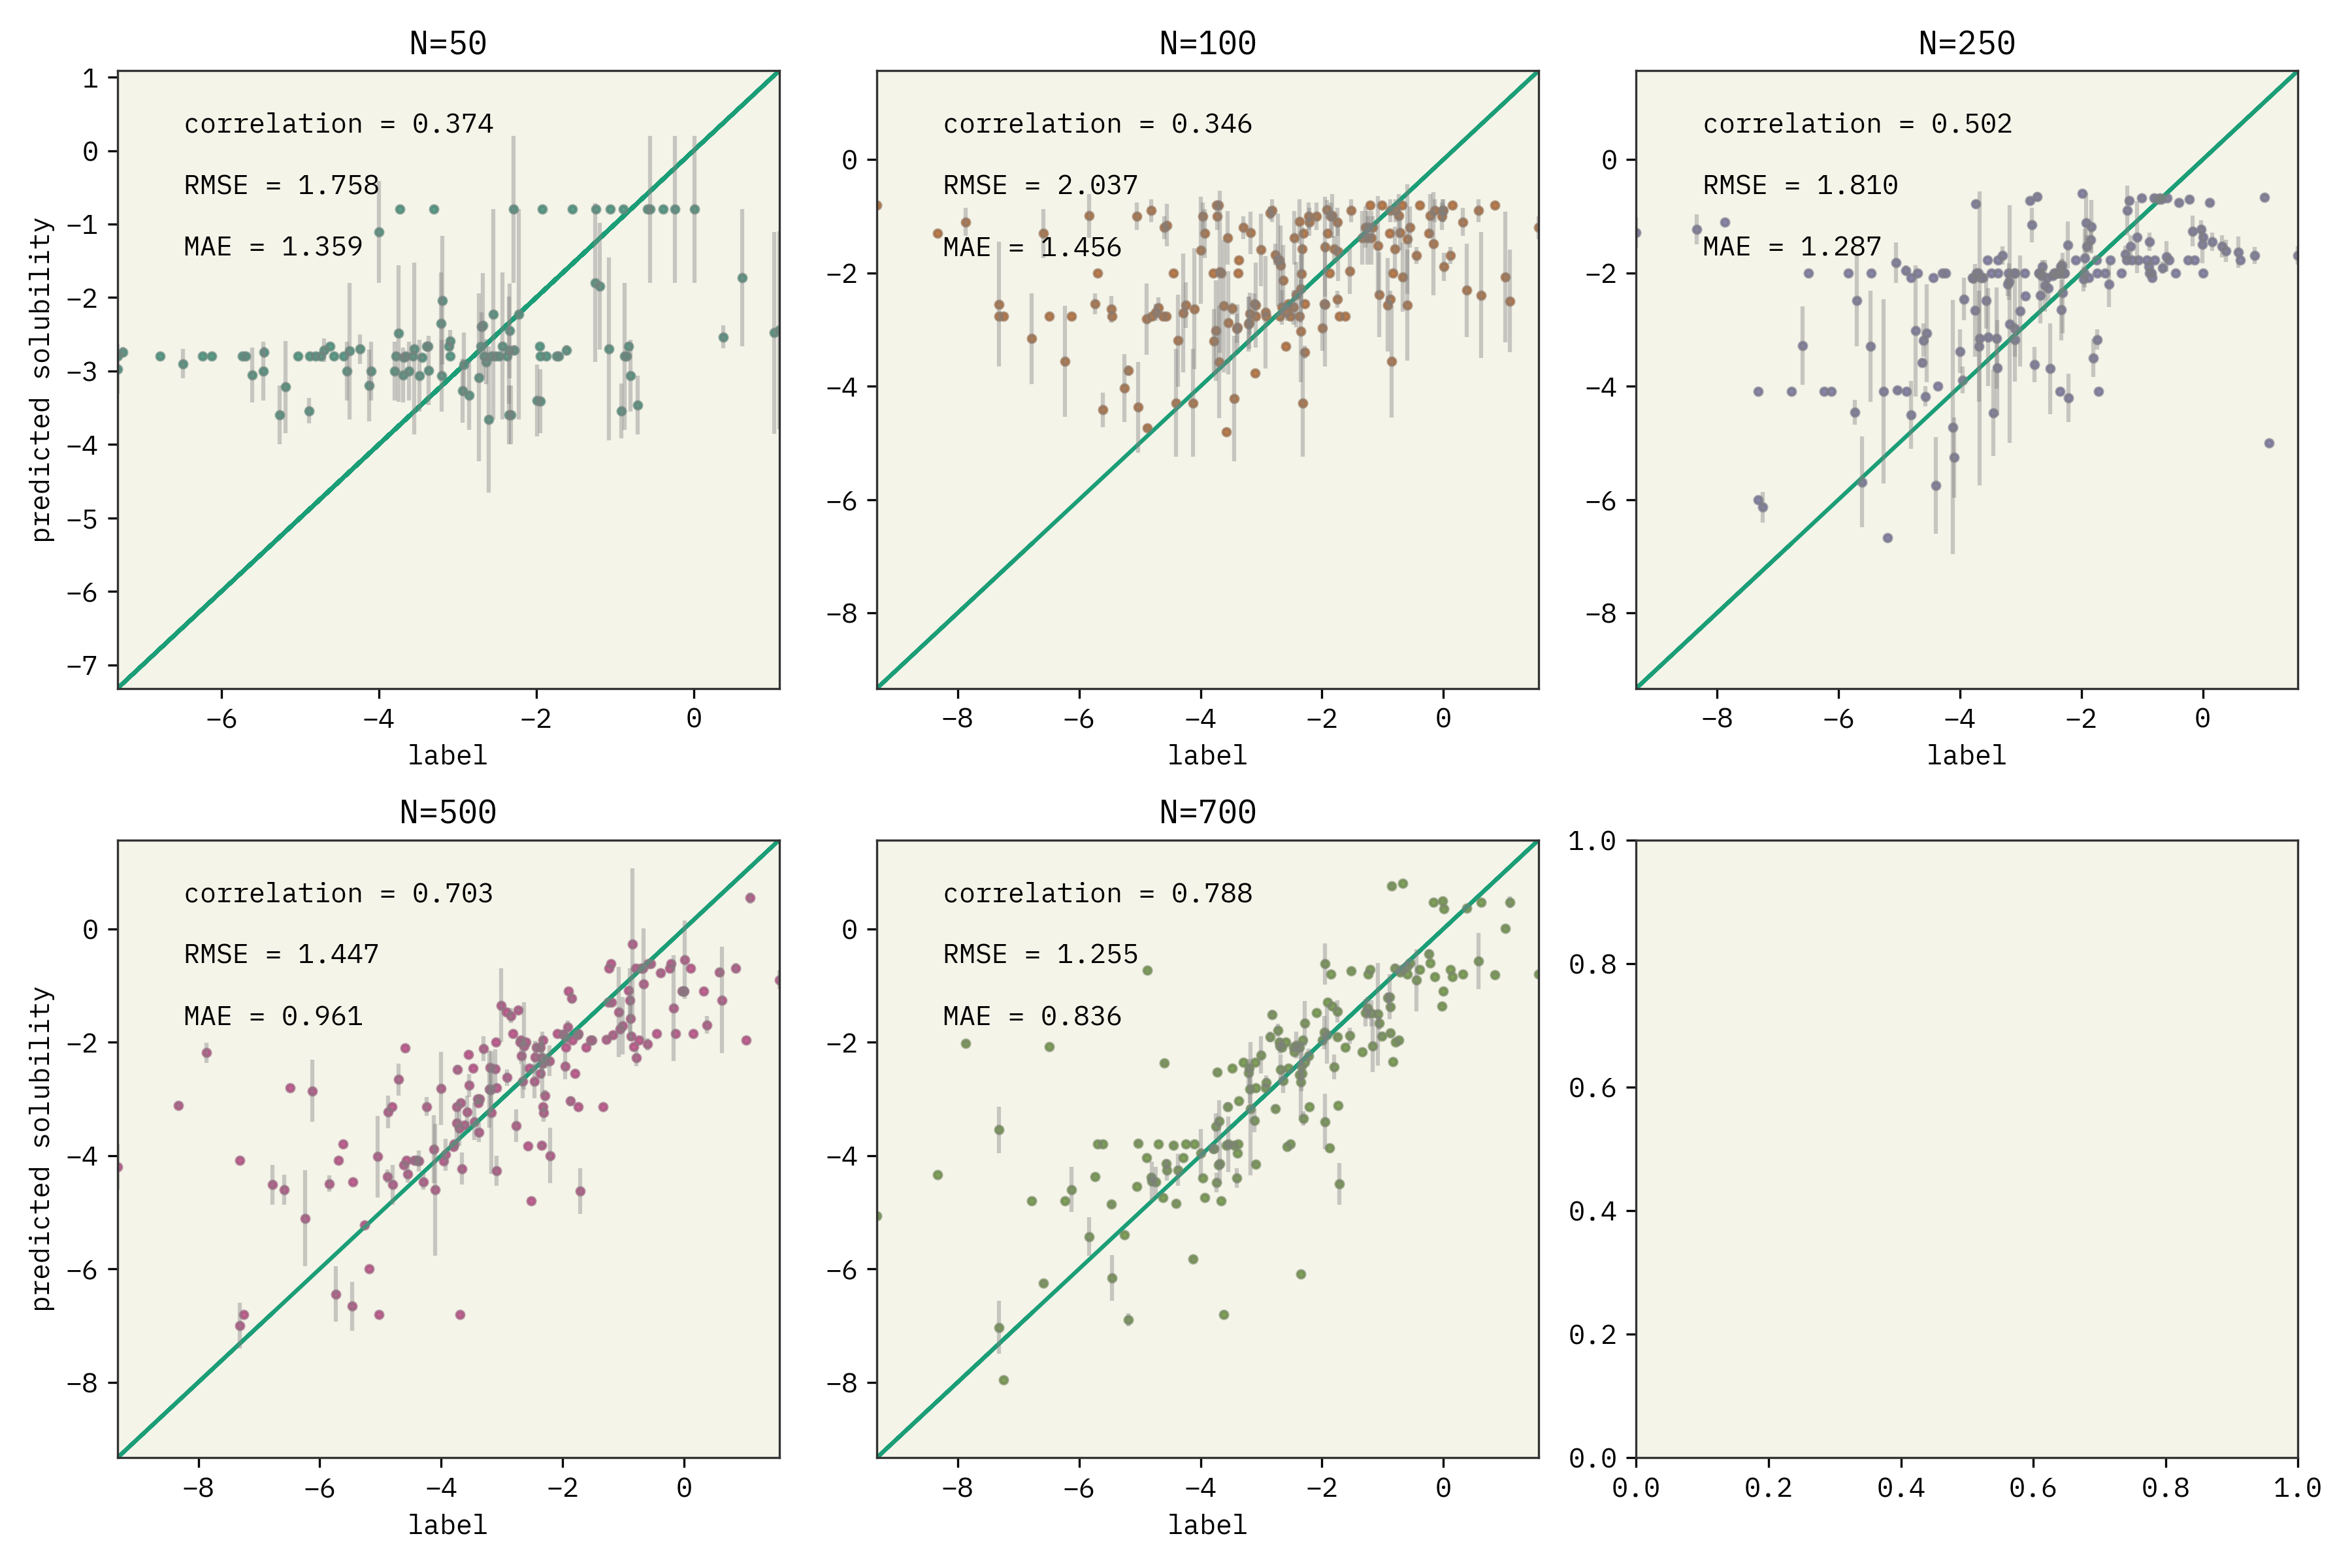 N=50
1
0
−1
−2
−3
−4
−5
−6
−7
predicted solubility
correlation = 0.374
RMSE = 1.758
MAE = 1.359
−6 −4 −2 0
label
N=100
0
−2
−4
−6
−8
correlation = 0.346
RMSE = 2.037
MAE = 1.456
−8 −6 −4 −2 0
label
N=250
0
−2
−4
−6
−8
correlation = 0.502
RMSE = 1.810
MAE = 1.287
−8 −6 −4 −2 0
label
N=500
0
−2
−4
−6
−8
predicted solubility
correlation = 0.703
RMSE = 1.447
MAE = 0.961
−8 −6 −4 −2 0
label
N=700
0
−2
−4
−6
−8
correlation = 0.788
RMSE = 1.255
MAE = 0.836
−8 −6 −4 −2 0
label
1.0
0.8
0.6
0.4
0.2
0.0
0.0 0.2 0.4 0.6 0.8 1.0